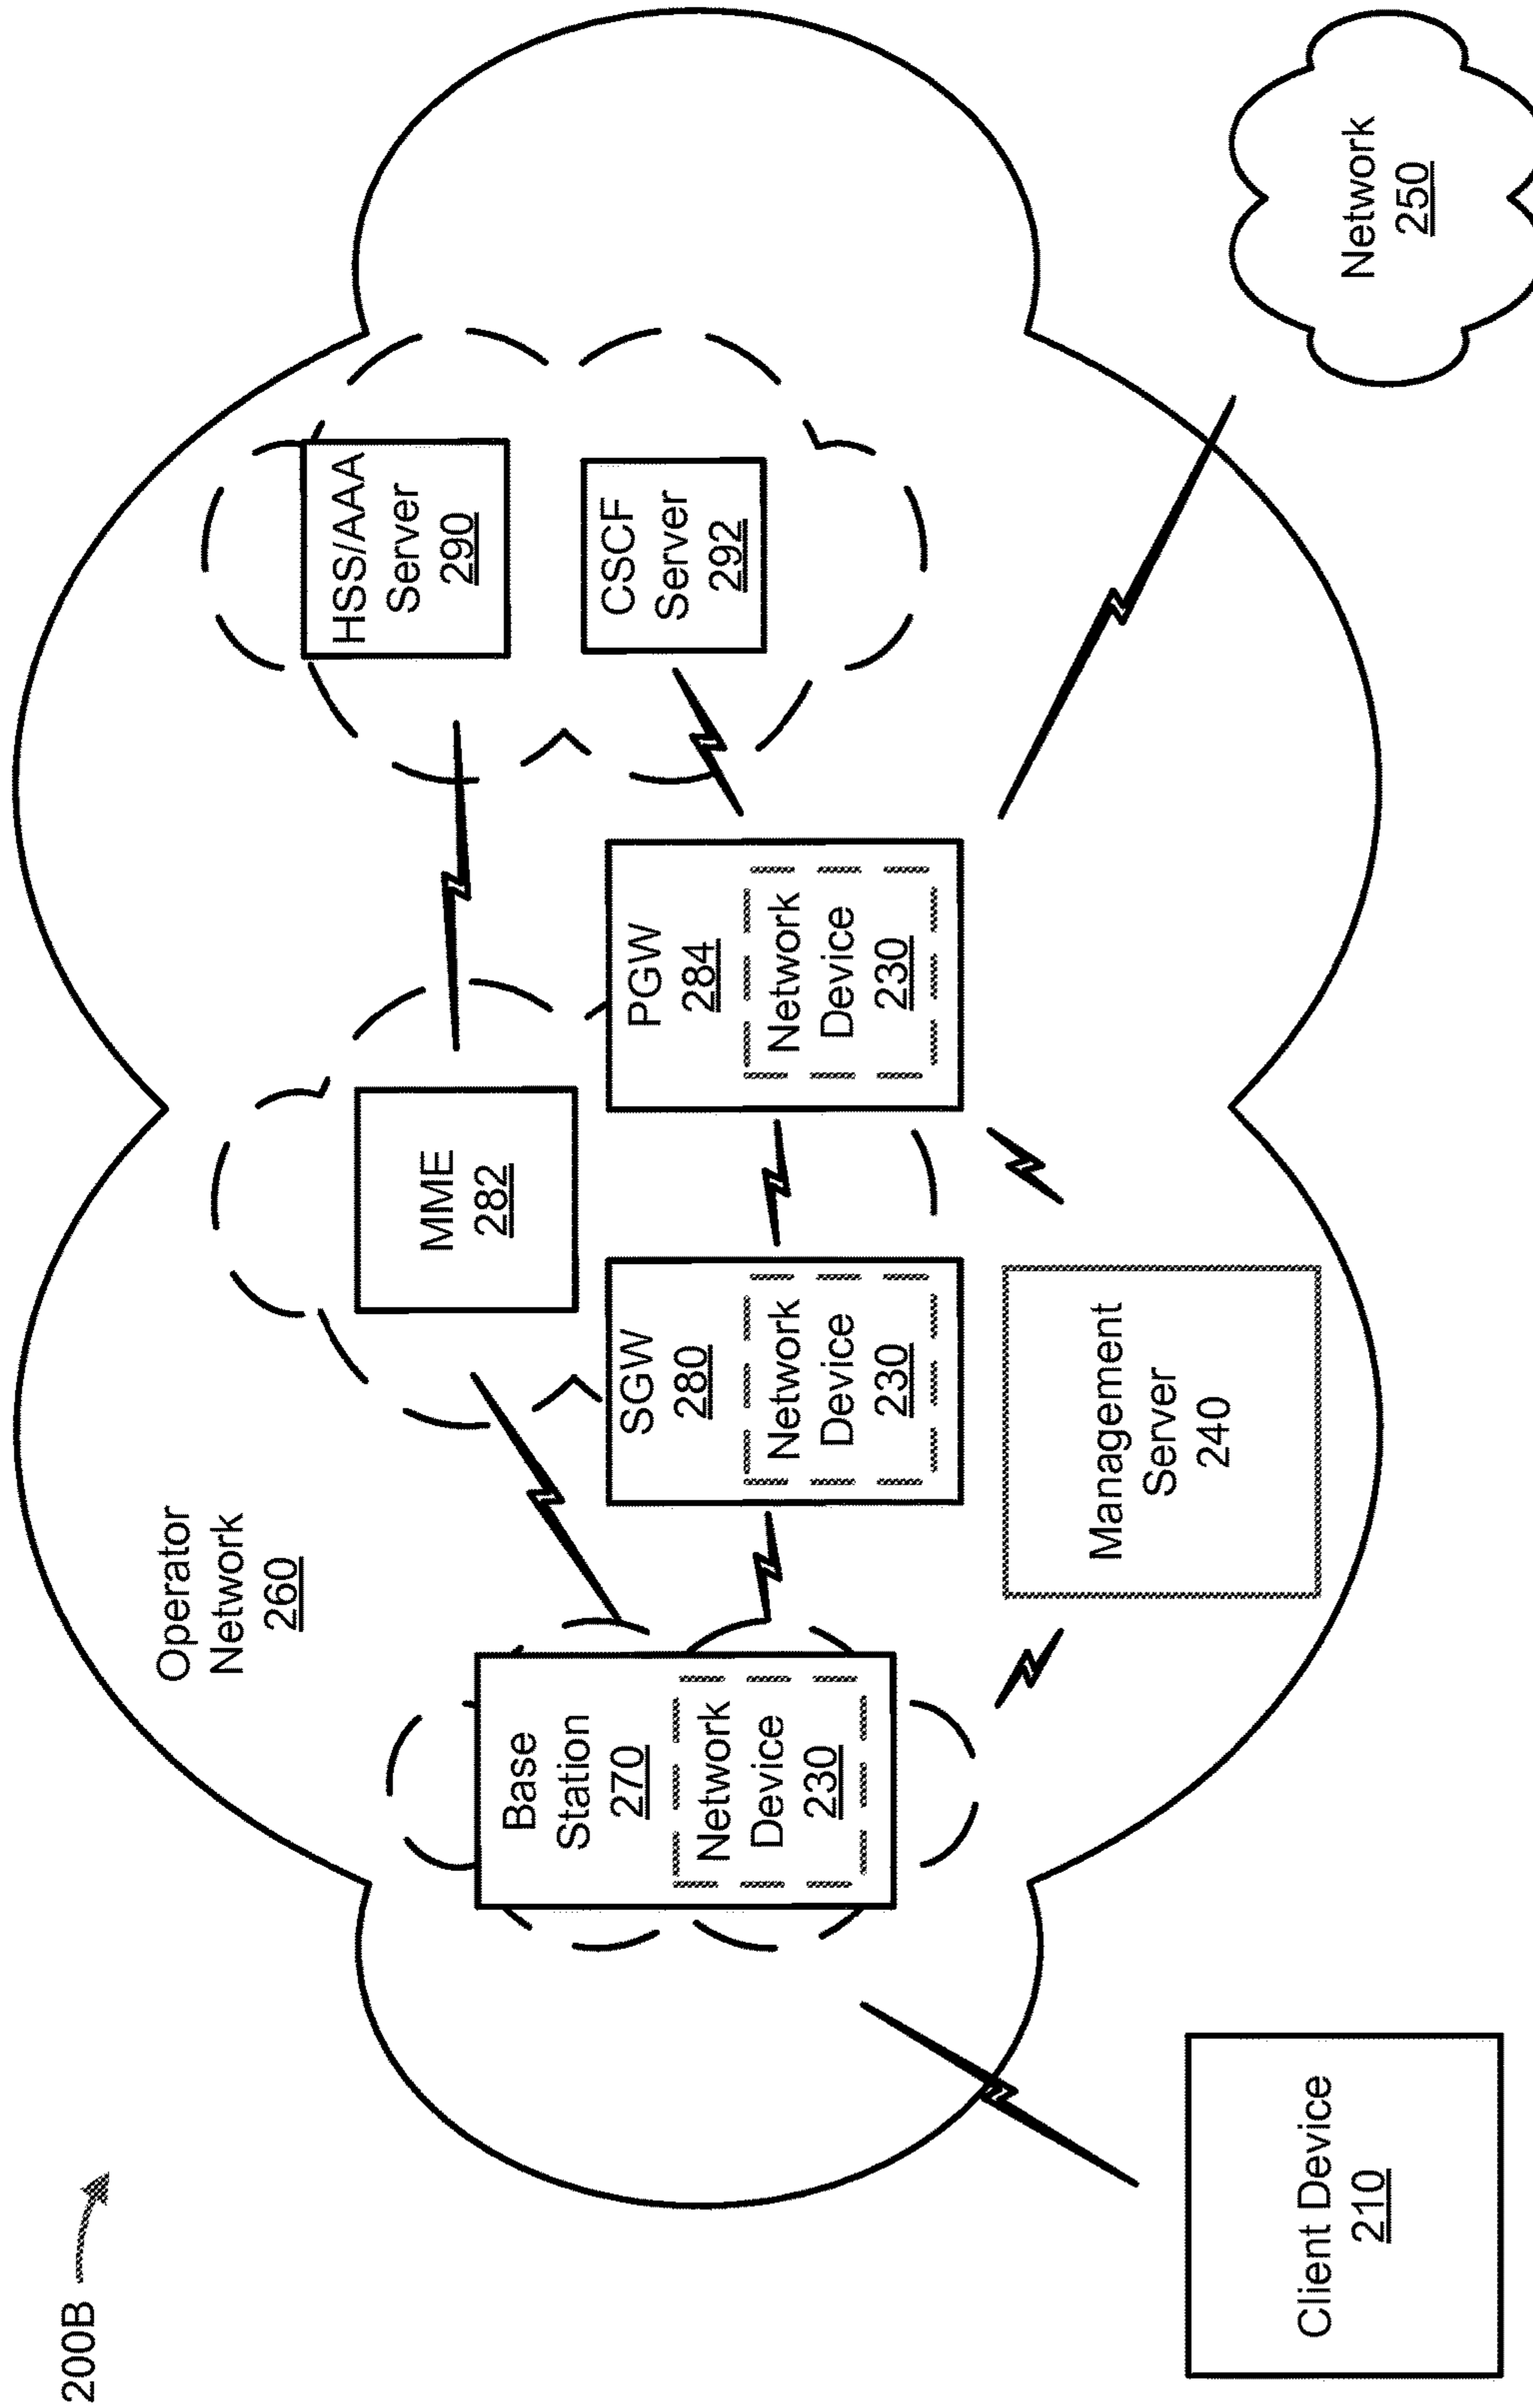 200B
Operator
Network
260
HSS/AAA
Server
290
MME
282
CSCF
Server
292
Base
Station
270
Network
Device
230
SGW
280
Network
Device
230
PGW
284
Network
Device
230
Management
Server
240
Client Device
210
Network
250